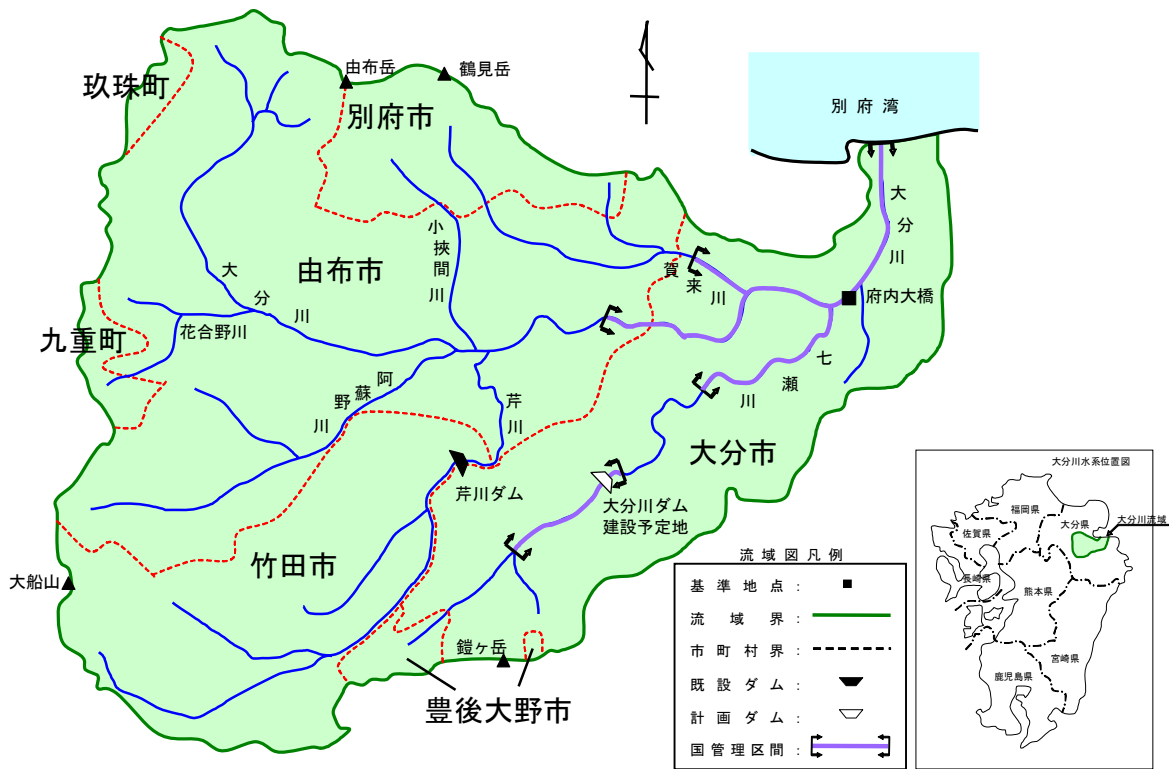 由布岳
鶴見岳
玖珠町
別府市
別府湾
大分川
小挾間川
由布市
賀来川
大分川
府内大橋
花合野川
九重町
七瀬川
阿蘇野川
芹川
大分市
芹川ダム
大分川ダム
建設予定地
竹田市
大船山
鎧ヶ岳
豊後大野市
流域図凡例
基準地点：
流域界：
市町村界：
既設ダム：
計画ダム：
国管理区間：
大分川水系位置図
福岡県
大分県
大分川流域
佐賀県
長崎県
熊本県
宮崎県
鹿児島県